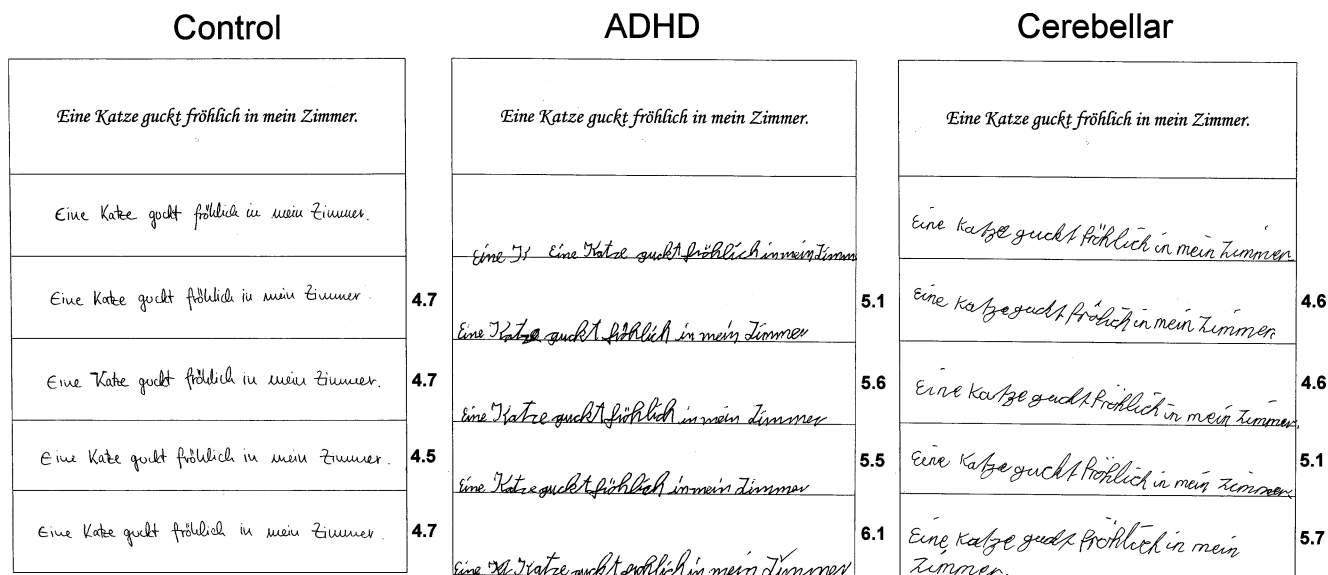 Control
Eine Katze guckt fröhlich in mein Zimmer.
Eine Katze guckt fröhlich in mein Zimmer.
Eine Katze guckt fröhlich in mein Zimmer.
4.7
Eine Katze guckt fröhlich in mein Zimmer.
4.7
Eine Katze guckt fröhlich in mein Zimmer.
4.5
Eine Katze guckt fröhlich in mein Zimmer.
4.7
ADHD
Eine Katze guckt fröhlich in mein Zimmer.
Eine K Eine Katze guckt fröhlich in mein Zimm
Eine Katze guckt fröhlich in mein Zimmer
5.1
Eine Katze guckt fröhlich in mein Zimmer
5.6
Eine Katze guckt fröhlich in mein Zimmer
5.5
Eine Katze guckt fröhlich in mein Zimmer
6.1
Cerebellar
Eine Katze guckt fröhlich in mein Zimmer.
Eine Katze guckt fröhlich in mein Zimmer.
Eine Katze guckt fröhlich in mein Zimmer.
4.6
Eine Katze guckt fröhlich in mein Zimmer.
4.6
Eine Katze guckt fröhlich in mein Zimmer.
5.1
Eine Katze guckt fröhlich in mein
Zimmer.
5.7